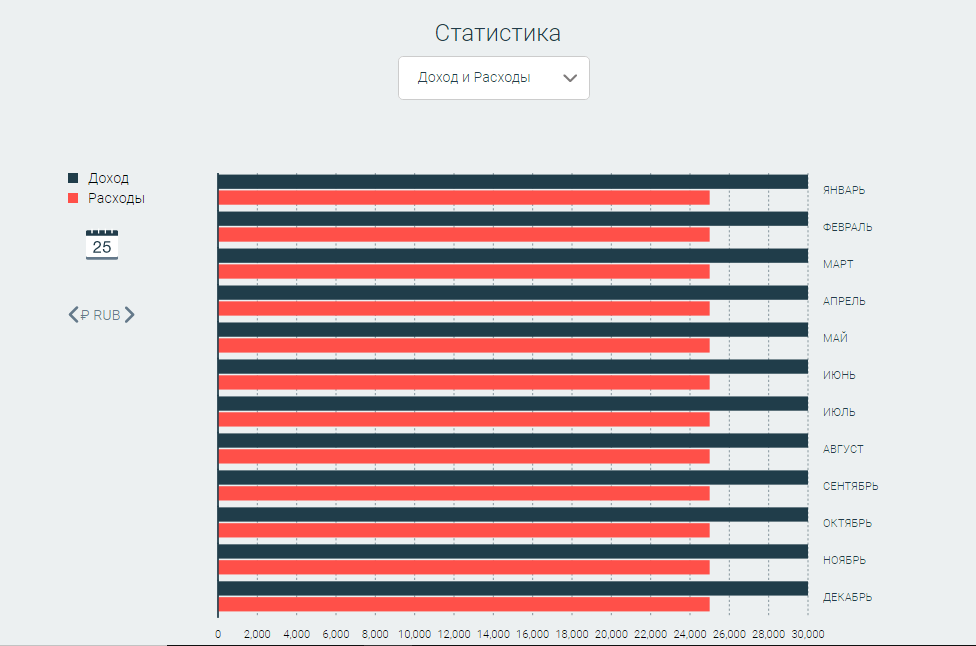 Статистика
Доход и Расходы
Доход
Расходы
25
₽ RUB
ЯНВАРЬ
ФЕВРАЛЬ
МАРТ
АПРЕЛЬ
МАЙ
ИЮНЬ
ИЮЛЬ
АВГУСТ
СЕНТЯБРЬ
ОКТЯБРЬ
НОЯБРЬ
ДЕКАБРЬ
0 2,000 4,000 6,000 8,000 10,000 12,000 14,000 16,000 18,000 20,000 22,000 24,000 26,000 28,000 30,000